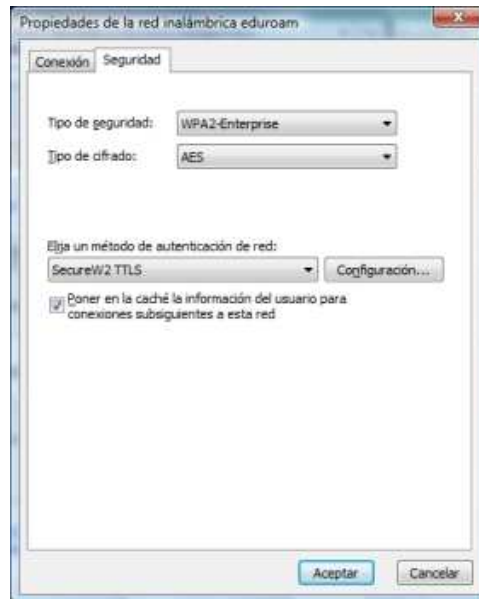 Propiedades de la red inalámbrica eduroam
Conexión Seguridad
Tipo de seguridad: WPA2-Enterprise
Tipo de cifrado: AES
Elija un método de autenticación de red:
SecureW2 TTLS Configuración...
Poner en la caché la información del usuario para
conexiones subsiguientes a esta red
Aceptar Cancelar